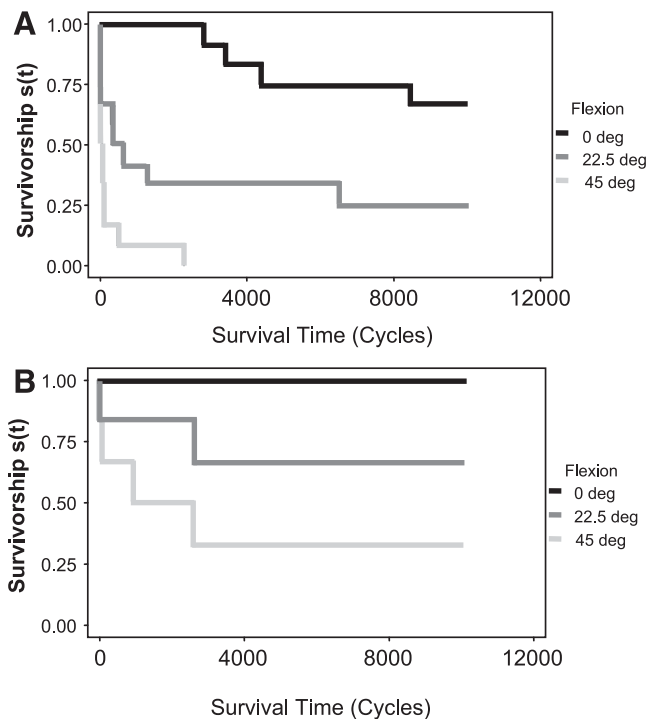 A
Survivorship s(t)
1.00
0.75
0.50
0.25
0.00
0
4000
8000
12000
Survival Time (Cycles)
Flexion
0 deg
22.5 deg
45 deg
B
Survivorship s(t)
1.00
0.75
0.50
0.25
0.00
0
4000
8000
12000
Survival Time (Cycles)
Flexion
0 deg
22.5 deg
45 deg